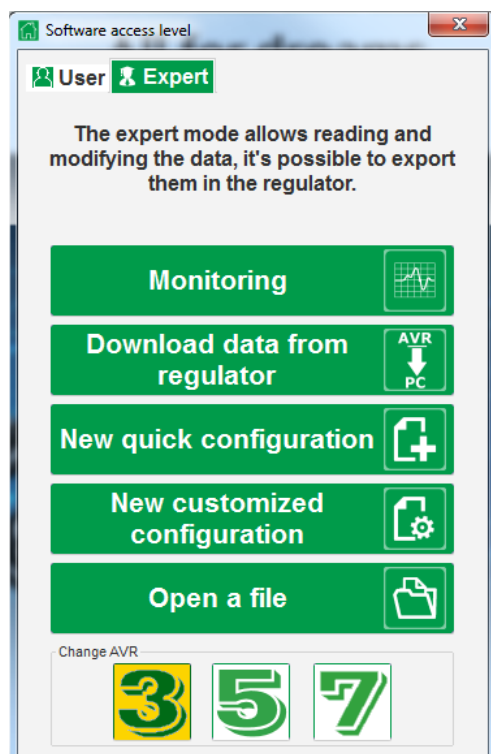 Software access level
x
User Expert
The expert mode allows reading and
modifying the data, it's possible to export
them in the regulator.
Monitoring
Download data from
regulator
AVR
PC
New quick configuration
New customized
configuration
Open a file
Change AVR
3 5 7